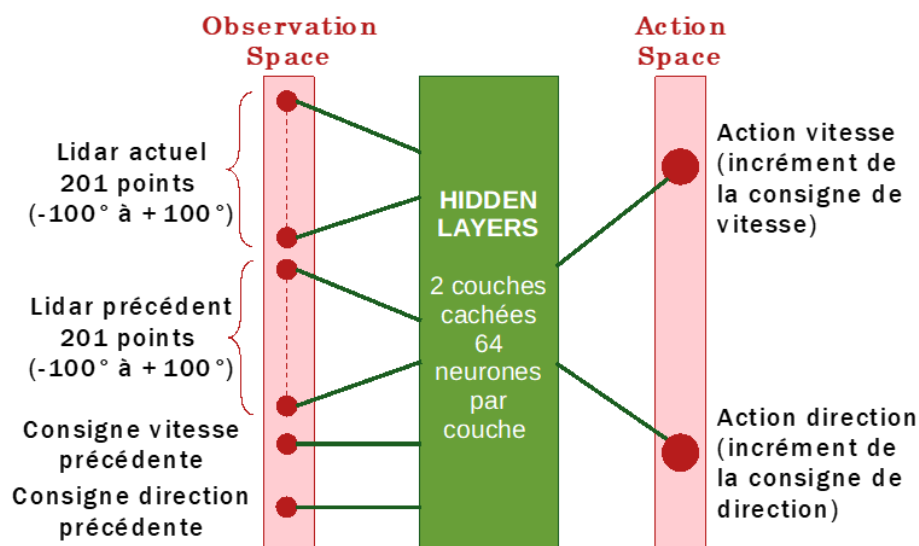 Observation
Space
Action
Space
Lidar actuel
201 points
(-100° à + 100°)
Lidar précédent
201 points
(-100° à + 100°)
Consigne vitesse
précédente
Consigne direction
précédente
HIDDEN
LAYERS
2 couches
cachées
64
neurones
par
couche
Action vitesse
(incrément de
la consigne de
vitesse)
Action direction
(incrément de
la consigne de
direction)